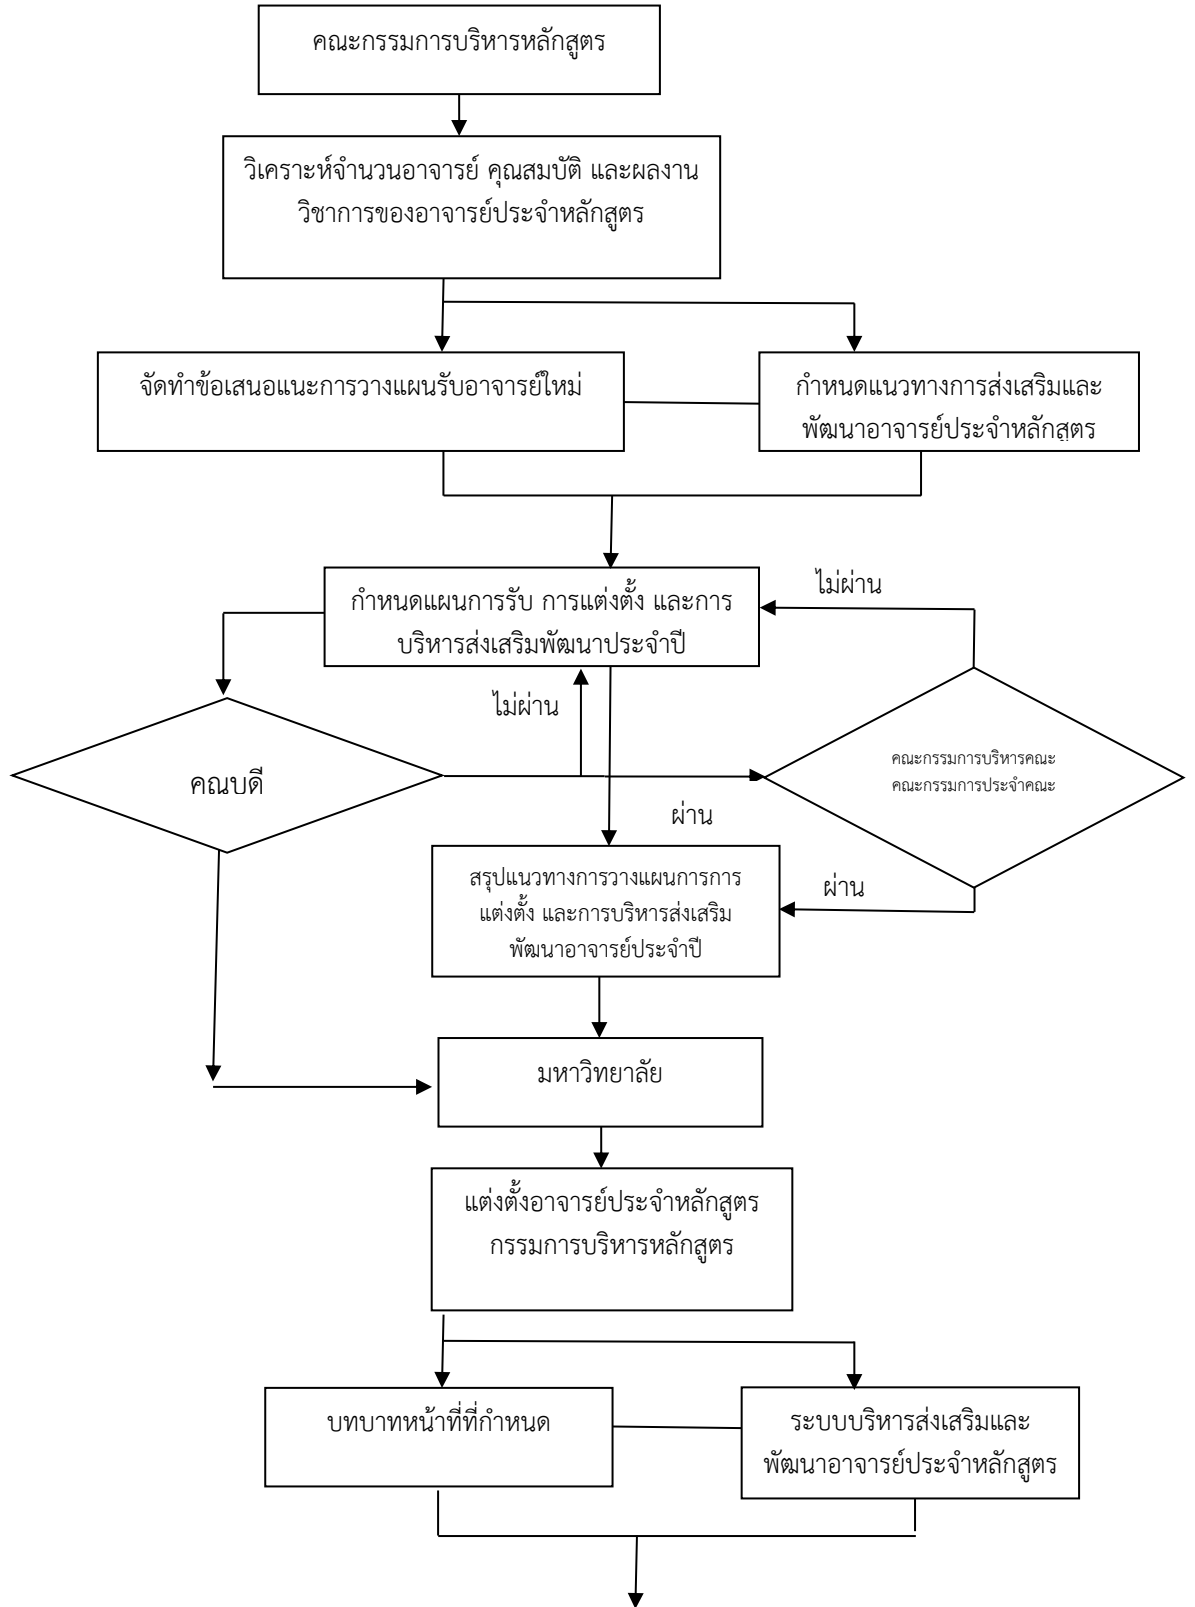 คณะกรรมการบริหารหลักสูตร
วิเคราะห์จำนวนอาจารย์ คุณสมบัติ และผลงาน
วิชาการของอาจารย์ประจำหลักสูตร
จัดทำข้อเสนอแนะการวางแผนรับอาจารย์ใหม่
กำหนดแนวทางการส่งเสริมและ
พัฒนาอาจารย์ประจำหลักสูตร
กำหนดแผนการรับ การแต่งตั้ง และการ
บริหารส่งเสริมพัฒนาประจำปี
ไม่ผ่าน
ไม่ผ่าน
คณบดี
คณะกรรมการบริหารคณะ
คณะกรรมการประจำคณะ
ผ่าน
สรุปแนวทางการวางแผนการการ
แต่งตั้ง และการบริหารส่งเสริม
พัฒนาอาจารย์ประจำปี
ผ่าน
มหาวิทยาลัย
แต่งตั้งอาจารย์ประจำหลักสูตร
กรรมการบริหารหลักสูตร
บทบาทหน้าที่ที่กำหนด
ระบบบริหารส่งเสริมและ
พัฒนาอาจารย์ประจำหลักสูตร